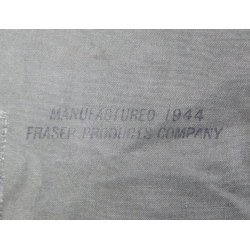 MANUFACTURED 1944
FRASER PRODUCTS COMPANY